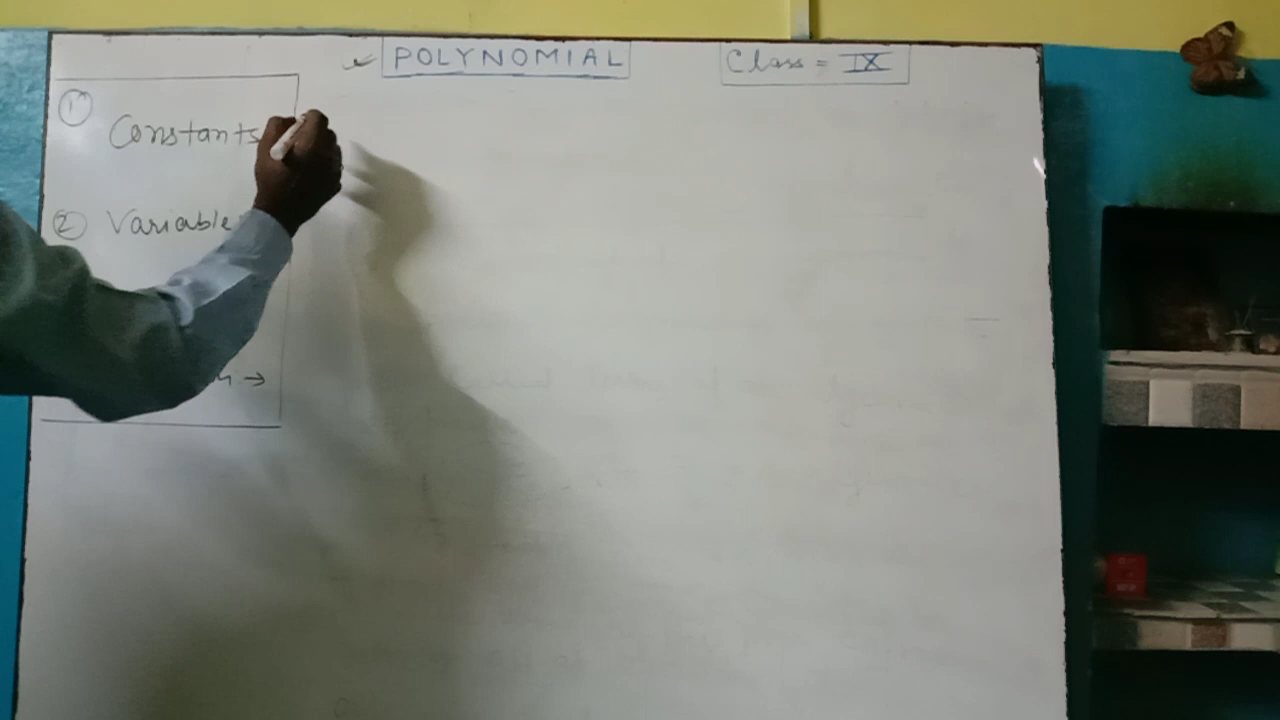 POLYNOMIAL
Class = IX
① Constants
② Variable
→